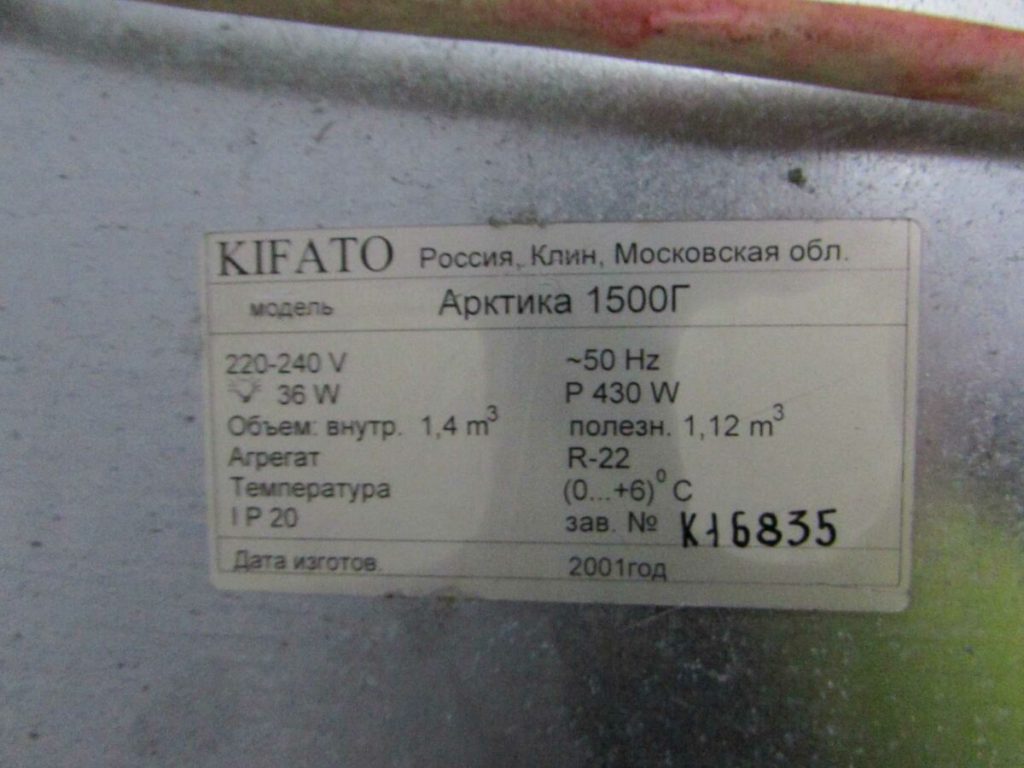 KIFATO Россия, Клин, Московская обл.
модель Арктика 1500Г
220-240 V ~50 Hz
36 W P 430 W
Объем: внутр. 1,4 m³ полезн. 1,12 m³
Агрегат R-22
Температура (0...+6)° C
I P 20 зав. № К16835
Дата изготов. 2001год